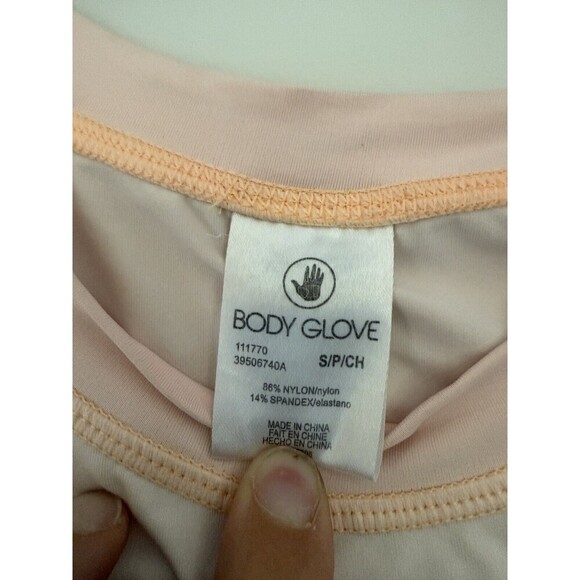 BODY GLOVE
111770
39506740A S/P/CH
86% NYLON/nylon
14% SPANDEX/elastano
MADE IN CHINA
FAIT EN CHINE
HECHO EN CHINA